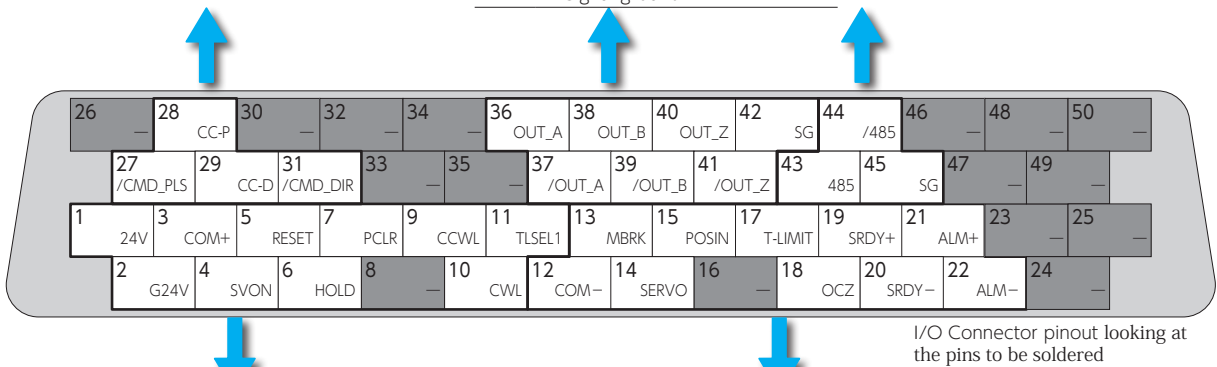 26 — 28 CC-P 30 — 32 — 34 — 36 OUT_A 38 OUT_B 40 OUT_Z 42 SG 44 /485 46 — 48 — 50 —
27 /CMD_PLS 29 CC-D 31 /CMD_DIR 33 — 35 — 37 /OUT_A 39 /OUT_B 41 /OUT_Z 43 485 45 SG 47 — 49 —
1 24V 3 COM+ 5 RESET 7 PCLR 9 CCWL 11 TLSEL1 13 MBRK 15 POSIN 17 T-LIMIT 19 SRDY+ 21 ALM+ 23 — 25 —
2 G24V 4 SVON 6 HOLD 8 — 10 CWL 12 COM− 14 SERVO 16 — 18 OCZ 20 SRDY− 22 ALM− 24 —
I/O Connector pinout looking at
the pins to be soldered